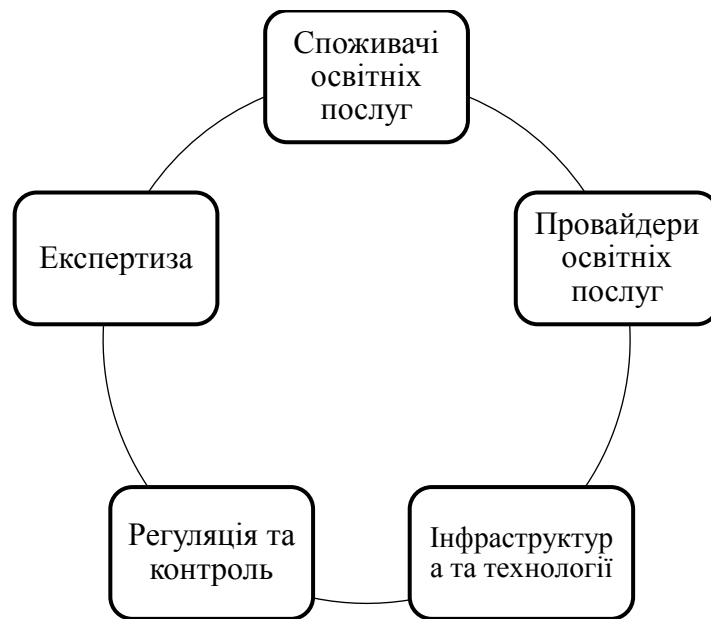 Споживачі
освітніх
послуг
Провайдери
освітніх
послуг
Інфраструктур
а та технології
Регуляція та
контроль
Експертиза